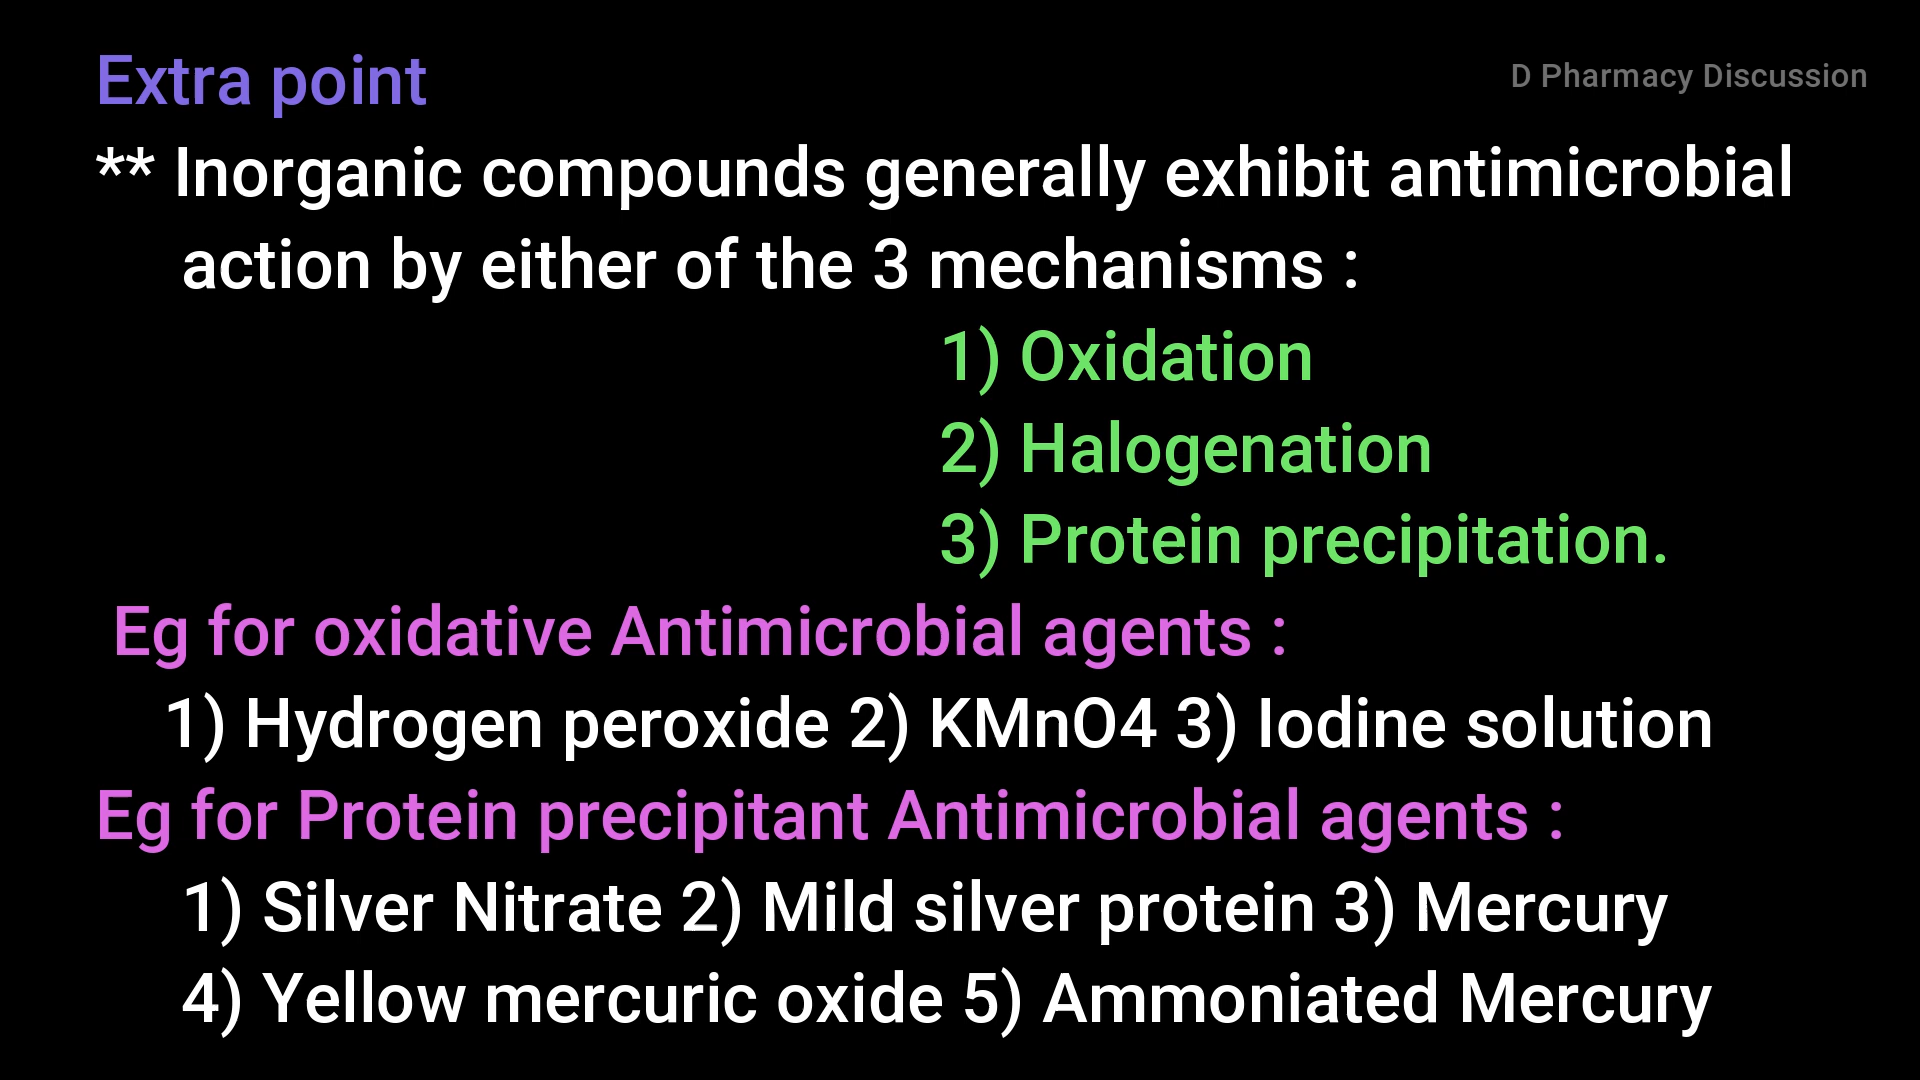 Extra point
D Pharmacy Discussion
** Inorganic compounds generally exhibit antimicrobial
action by either of the 3 mechanisms :
1) Oxidation
2) Halogenation
3) Protein precipitation.
Eg for oxidative Antimicrobial agents :
1) Hydrogen peroxide 2) KMnO4 3) Iodine solution
Eg for Protein precipitant Antimicrobial agents :
1) Silver Nitrate 2) Mild silver protein 3) Mercury
4) Yellow mercuric oxide 5) Ammoniated Mercury